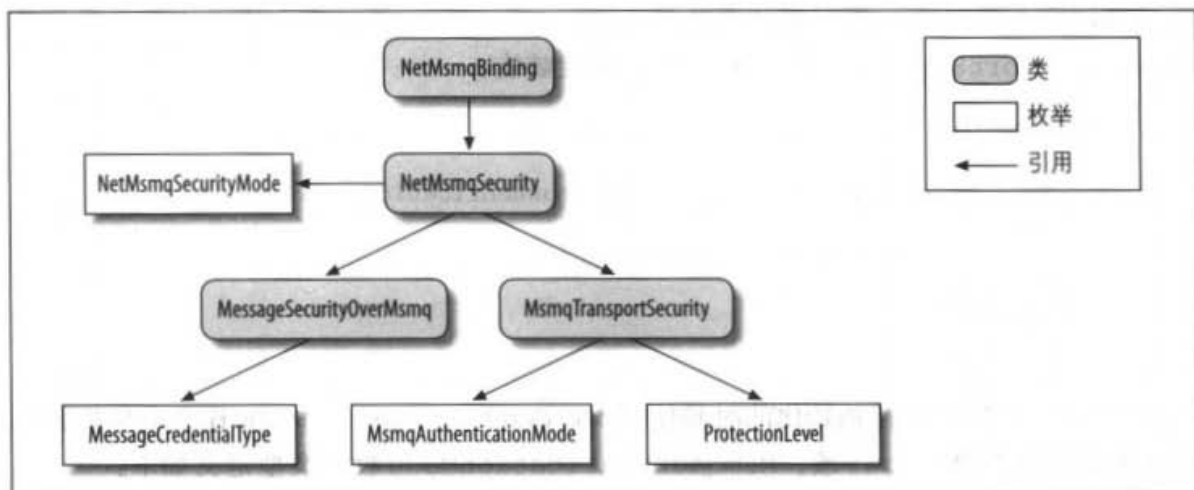 NetMsmqBinding
类
枚举
引用
NetMsmqSecurityMode
NetMsmqSecurity
MessageSecurityOverMsmq
MsmqTransportSecurity
MessageCredentialType
MsmqAuthenticationMode
ProtectionLevel